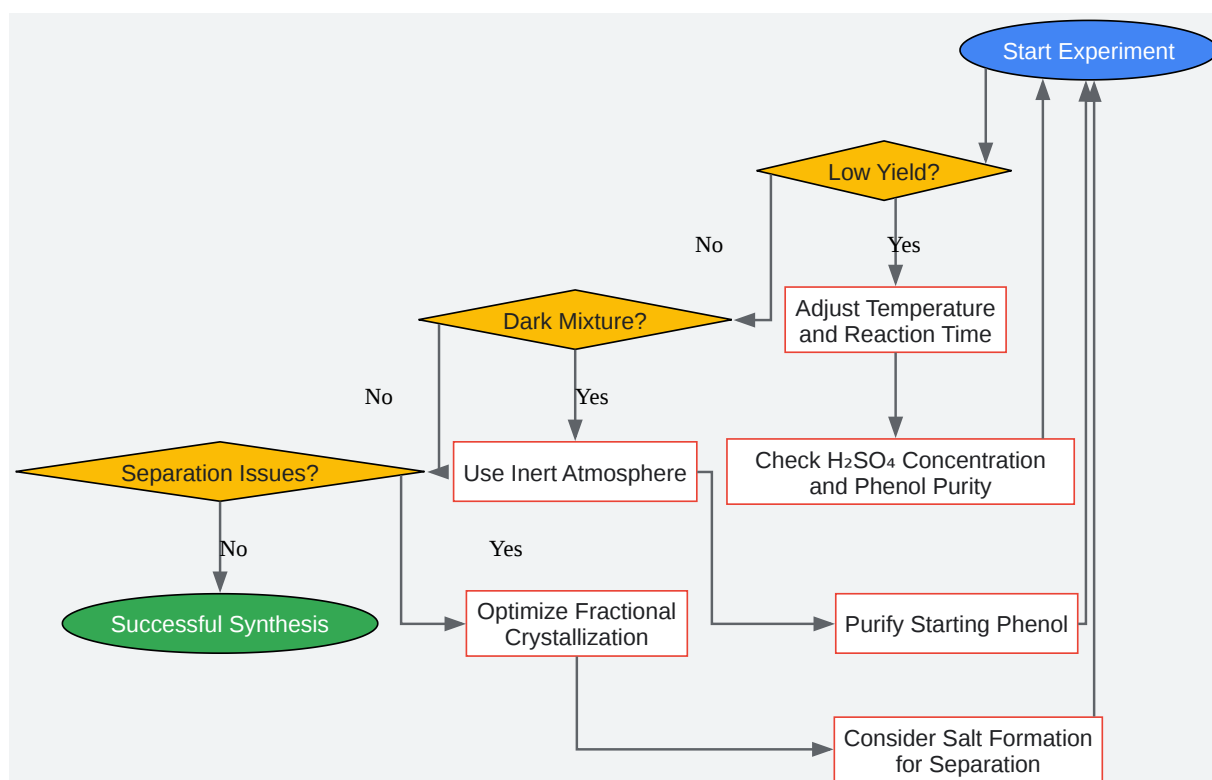 Start Experiment
Low Yield?
No
Yes
Dark Mixture?
Adjust Temperature
and Reaction Time
No
Yes
Separation Issues?
Use Inert Atmosphere
Check H₂SO₄ Concentration
and Phenol Purity
No
Yes
Successful Synthesis
Optimize Fractional
Crystallization
Purify Starting Phenol
Consider Salt Formation
for Separation